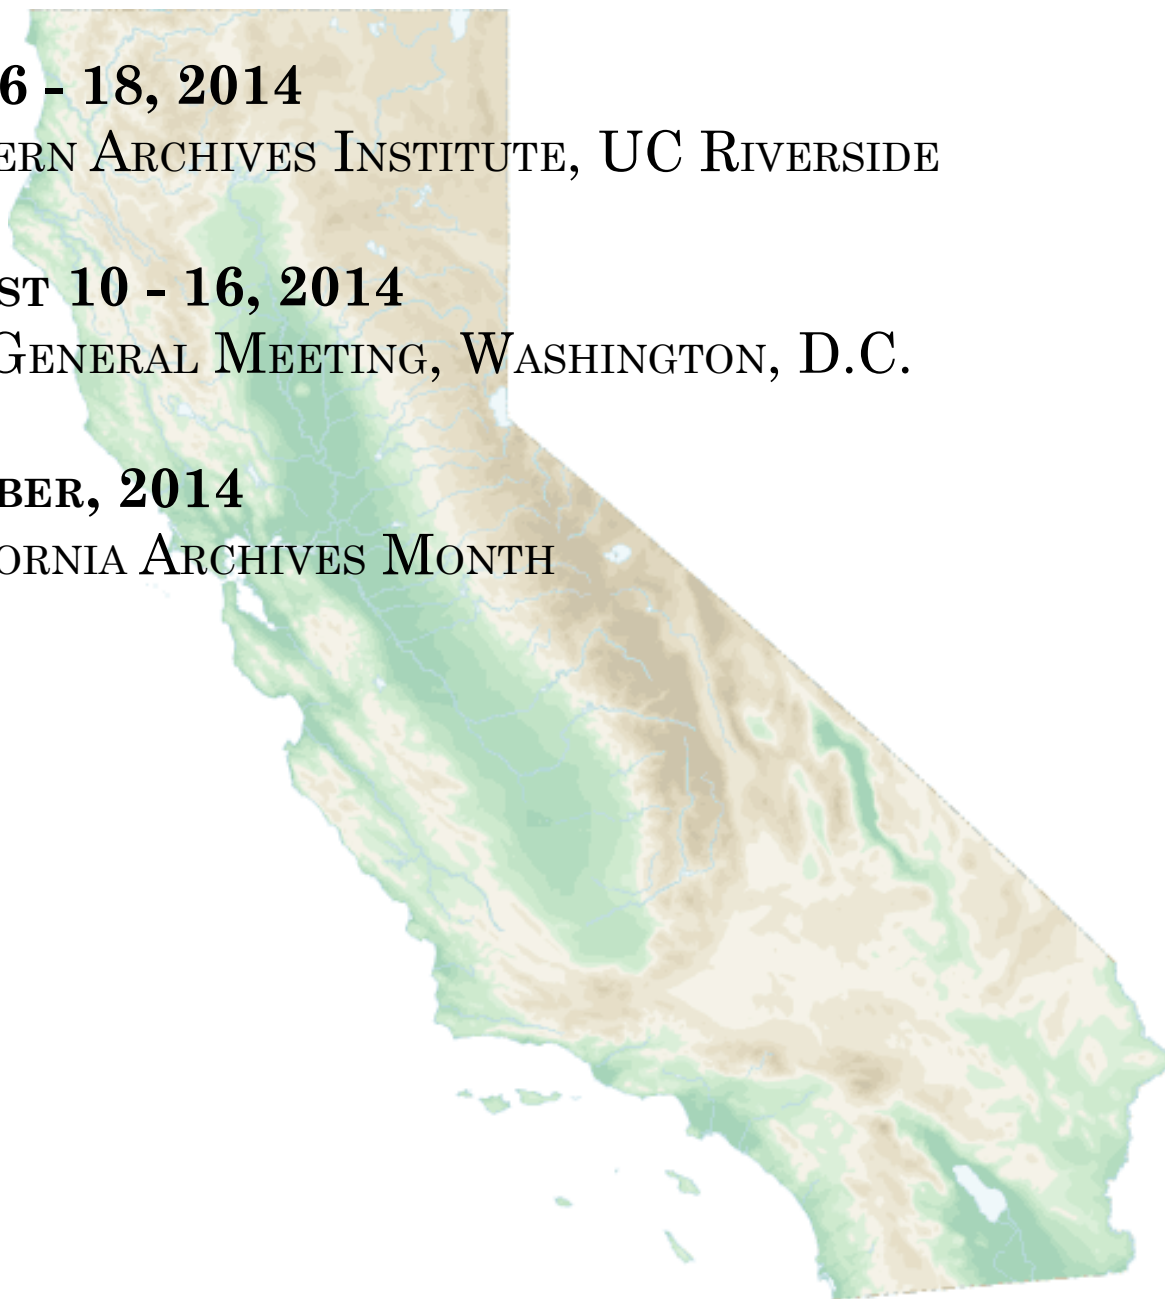 6 - 18, 2014
ern Archives Institute, UC Riverside
st 10 - 16, 2014
General Meeting, Washington, D.C.
ber, 2014
ornia Archives Month